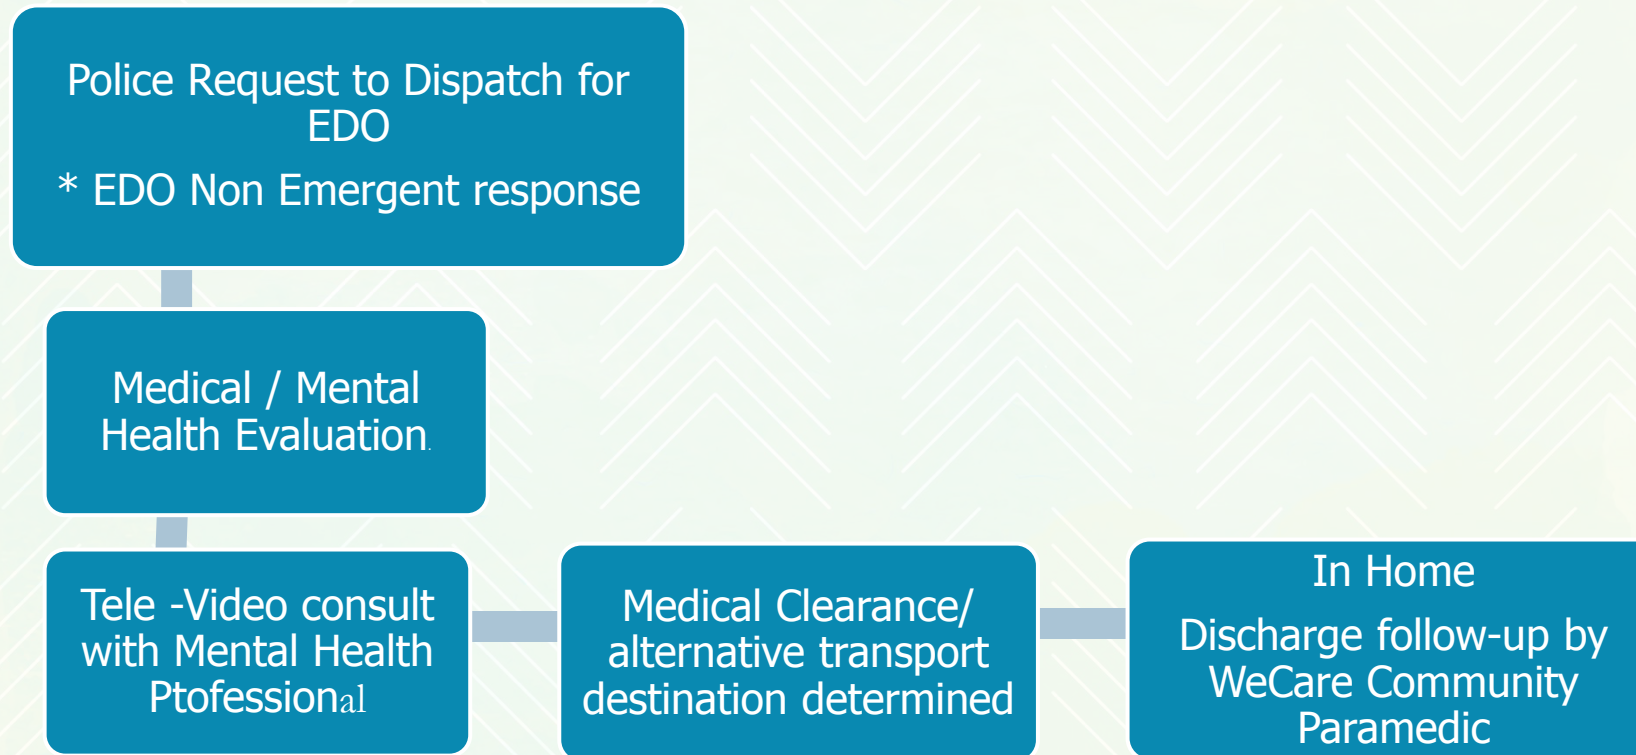 Police Request to Dispatch for
EDO
* EDO Non Emergent response
Medical / Mental
Health Evaluation.
Tele -Video consult
with Mental Health
Ptofessional
Medical Clearance/
alternative transport
destination determined
In Home
Discharge follow-up by
WeCare Community
Paramedic